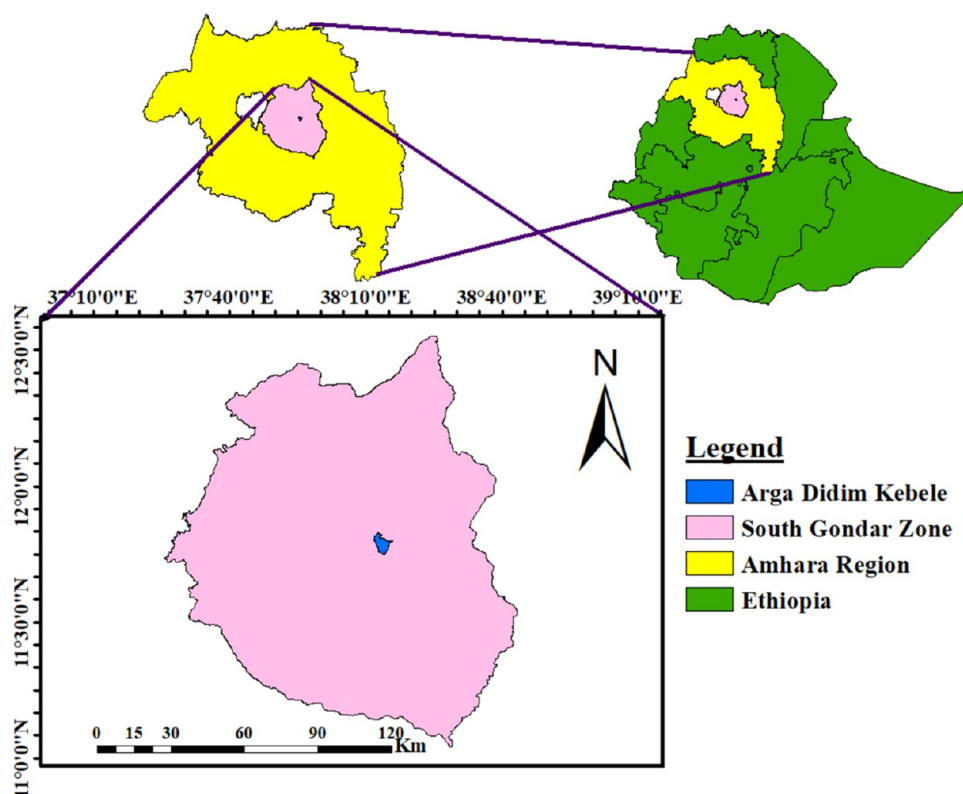 37°10'0"E 37°40'0"E 38°10'0"E 38°40'0"E 39°10'0"E
12°30'0"N
12°0'0"N
11°30'0"N
11°0'0"N
N
Legend
Arga Didim Kebele
South Gondar Zone
Amhara Region
Ethiopia
0 15 30 60 90 120
Km